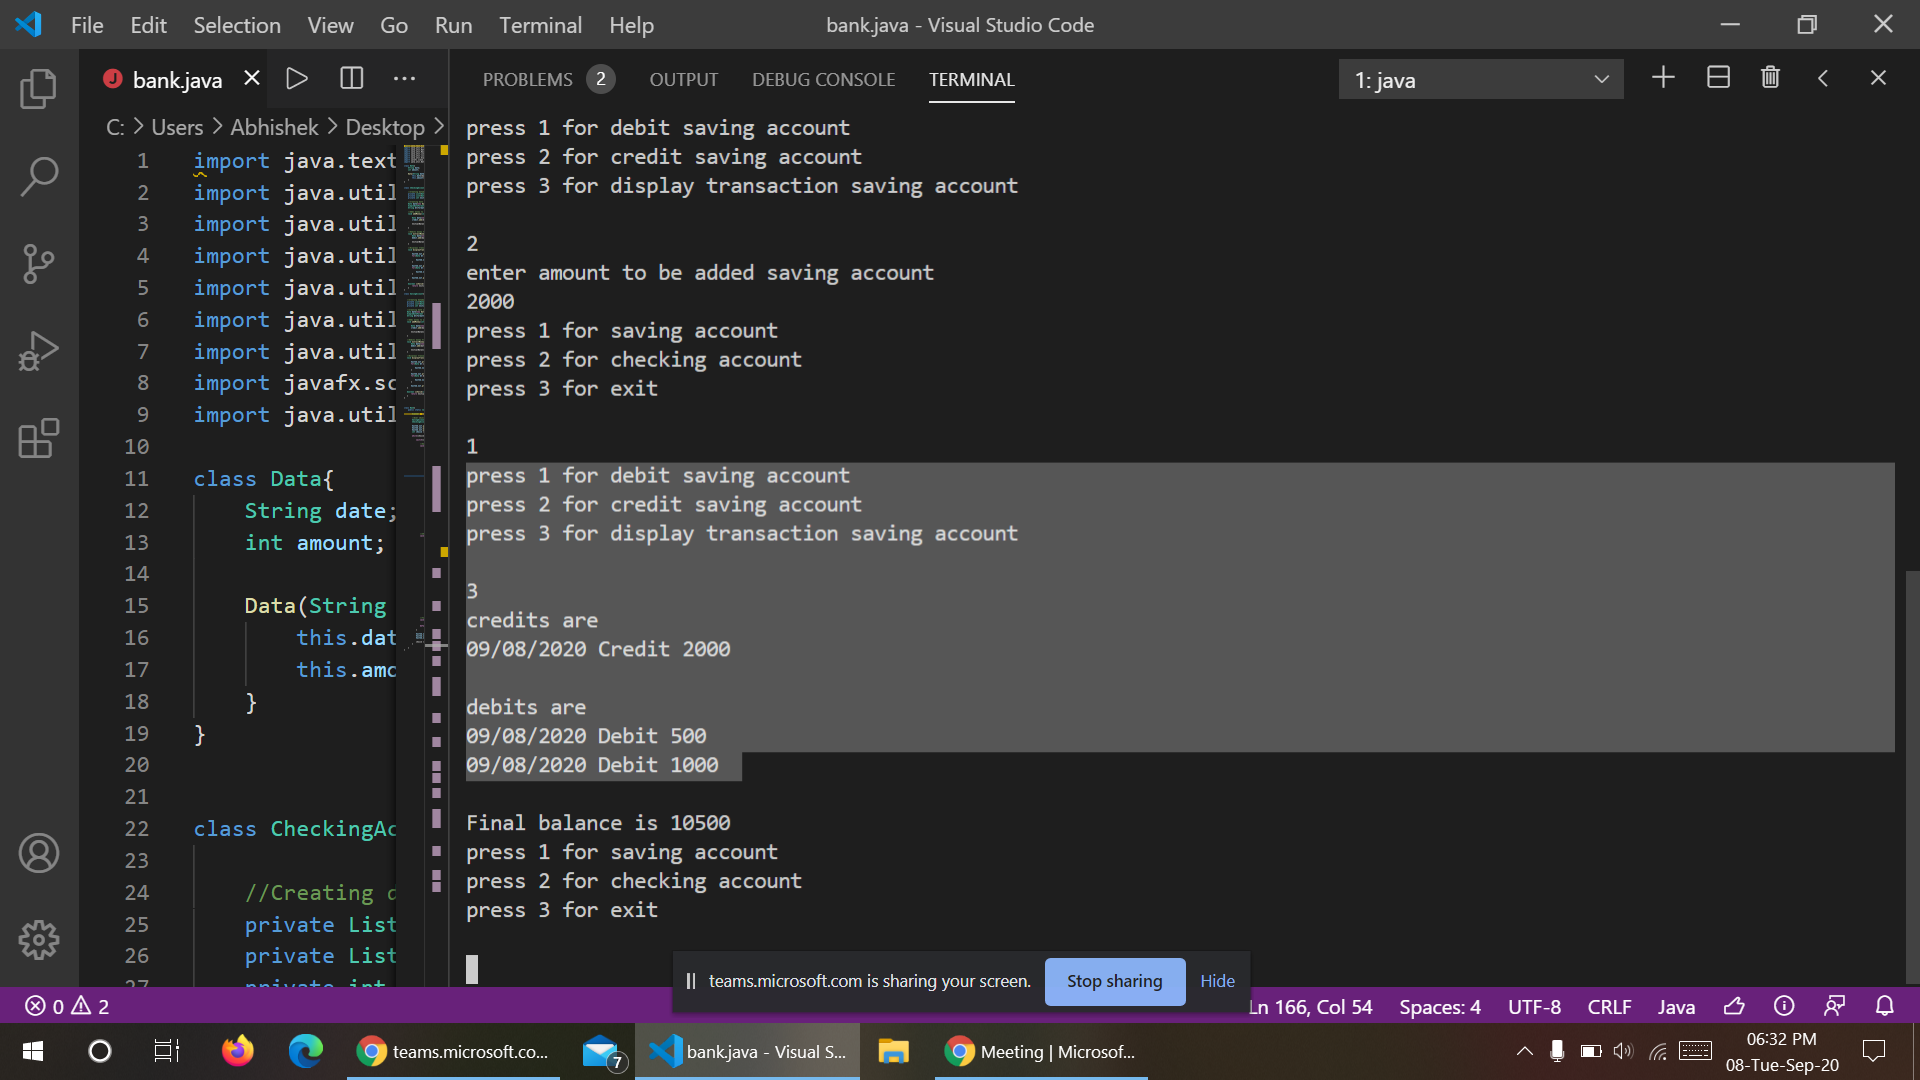 File Edit Selection View Go Run Terminal Help bank.java - Visual Studio Code
bank.java
PROBLEMS 2 OUTPUT DEBUG CONSOLE TERMINAL 1: java
C: > Users > Abhishek > Desktop >
1 import java.text
2 import java.util
3 import java.util
4 import java.util
5 import java.util
6 import java.util
7 import java.util
8 import javafx.sc
9 import java.util
10
11 class Data{
12 String date;
13 int amount;
14
15 Data(String
16 this.dat
17 this.amo
18 }
19 }
20
21
22 class CheckingAc
23
24 //Creating d
25 private List
26 private List
27 private int
press 1 for debit saving account
press 2 for credit saving account
press 3 for display transaction saving account
2
enter amount to be added saving account
2000
press 1 for saving account
press 2 for checking account
press 3 for exit
1
press 1 for debit saving account
press 2 for credit saving account
press 3 for display transaction saving account
3
credits are
09/08/2020 Credit 2000
debits are
09/08/2020 Debit 500
09/08/2020 Debit 1000
Final balance is 10500
press 1 for saving account
press 2 for checking account
press 3 for exit
teams.microsoft.com is sharing your screen. Stop sharing Hide
0 2 Ln 166, Col 54 Spaces: 4 UTF-8 CRLF Java
teams.microsoft.co... 7 bank.java - Visual S... Meeting | Microsof...
06:32 PM
08-Tue-Sep-20